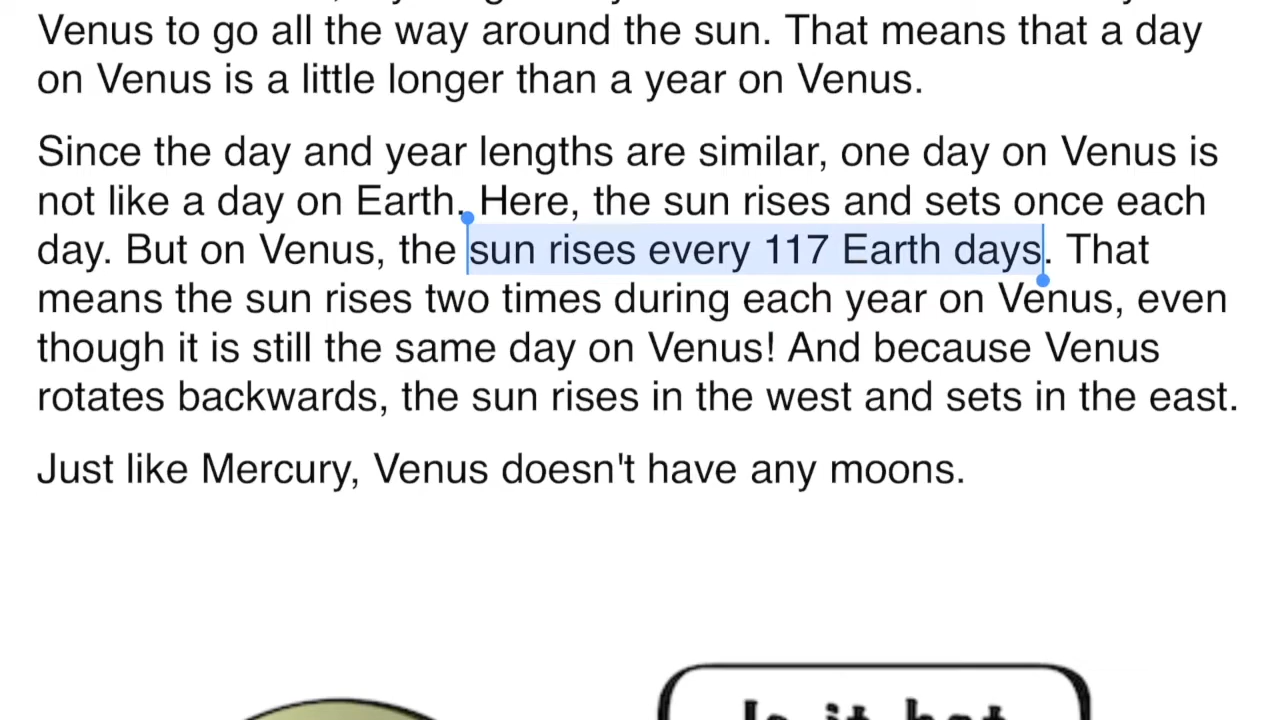 Venus to go all the way around the sun. That means that a day
on Venus is a little longer than a year on Venus.
Since the day and year lengths are similar, one day on Venus is
not like a day on Earth. Here, the sun rises and sets once each
day. But on Venus, the sun rises every 117 Earth days. That
means the sun rises two times during each year on Venus, even
though it is still the same day on Venus! And because Venus
rotates backwards, the sun rises in the west and sets in the east.
Just like Mercury, Venus doesn't have any moons.
Is it hot